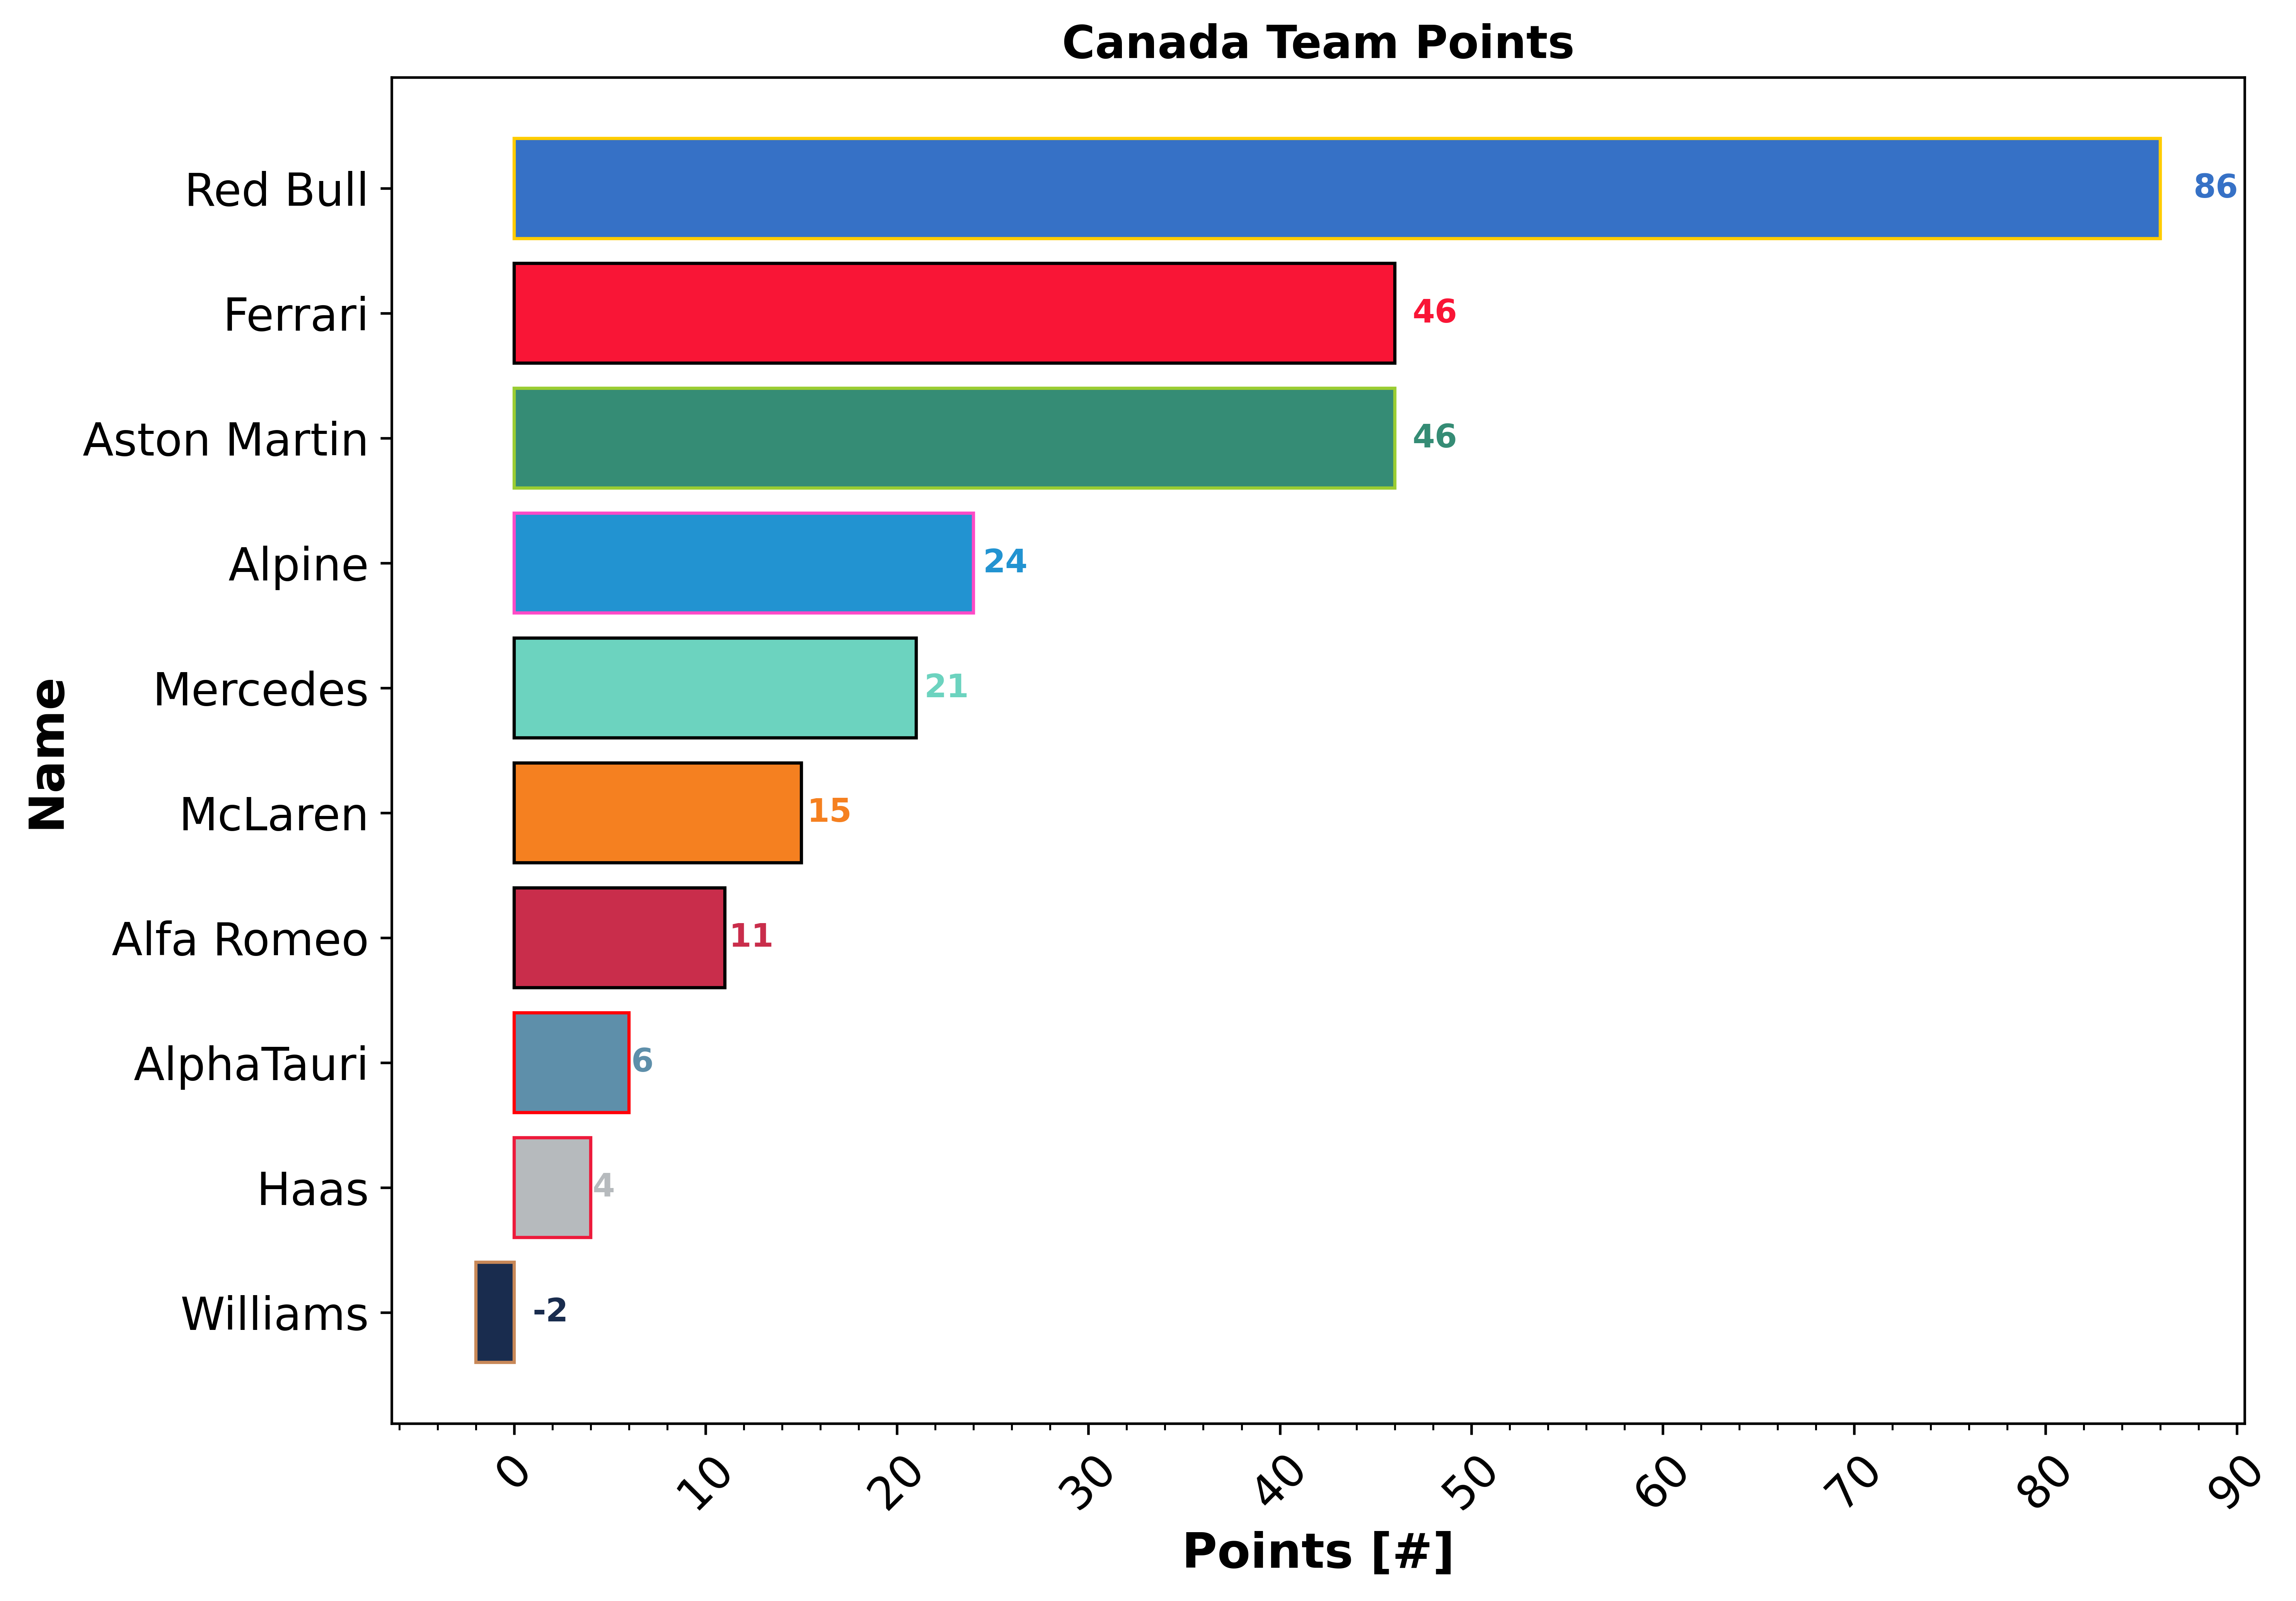 Canada Team Points
Red Bull 86
Ferrari 46
Aston Martin 46
Alpine 24
Mercedes 21
McLaren 15
Alfa Romeo 11
AlphaTauri 6
Haas 4
Williams -2
Name
0 10 20 30 40 50 60 70 80 90
Points [#]